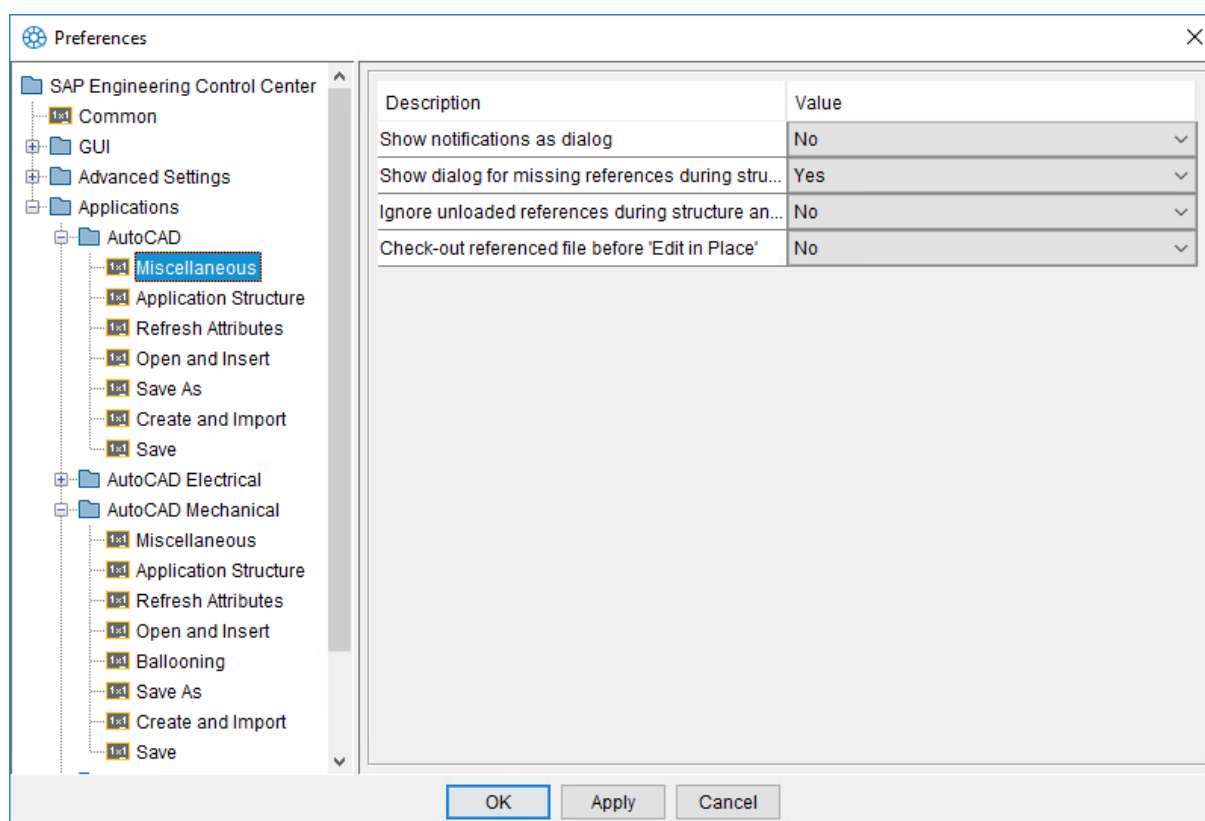 Preferences
SAP Engineering Control Center
Common
GUI
Advanced Settings
Applications
AutoCAD
Miscellaneous
Application Structure
Refresh Attributes
Open and Insert
Save As
Create and Import
Save
AutoCAD Electrical
AutoCAD Mechanical
Miscellaneous
Application Structure
Refresh Attributes
Open and Insert
Ballooning
Save As
Create and Import
Save
Description Value
Show notifications as dialog No
Show dialog for missing references during stru... Yes
Ignore unloaded references during structure an... No
Check-out referenced file before 'Edit in Place' No
OK Apply Cancel